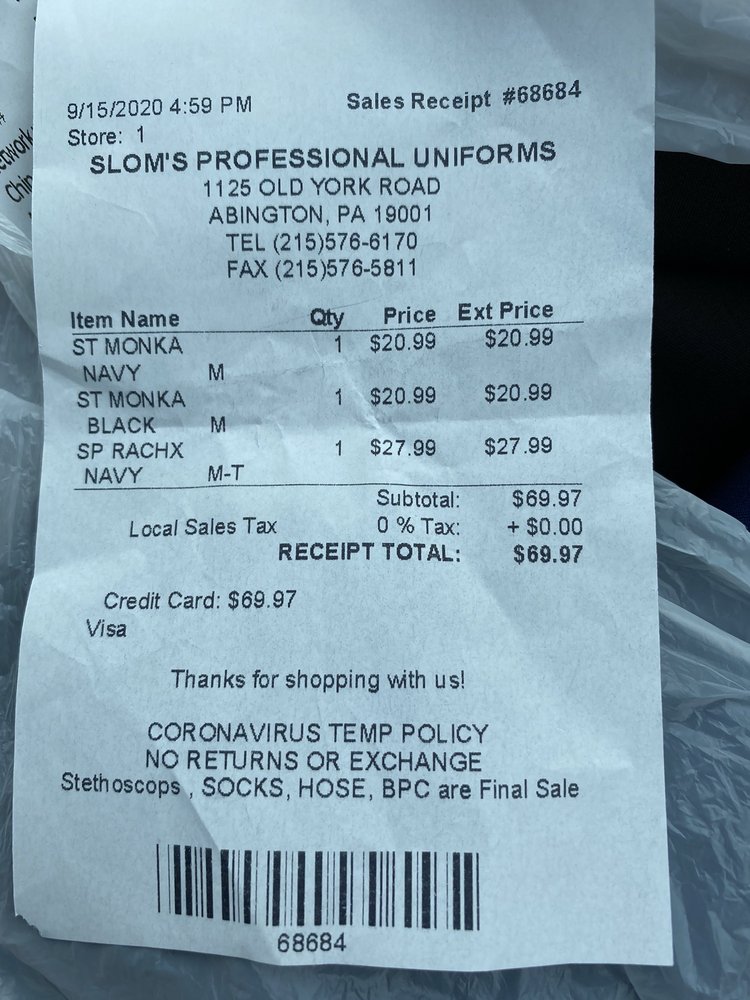 9/15/2020 4:59 PM Sales Receipt #68684
Store: 1
SLOM'S PROFESSIONAL UNIFORMS
1125 OLD YORK ROAD
ABINGTON, PA 19001
TEL (215)576-6170
FAX (215)576-5811
Item Name Qty Price Ext Price
ST MONKA 1 $20.99 $20.99
NAVY M
ST MONKA 1 $20.99 $20.99
BLACK M
SP RACHX 1 $27.99 $27.99
NAVY M-T
Subtotal: $69.97
Local Sales Tax 0 % Tax: + $0.00
RECEIPT TOTAL: $69.97
Credit Card: $69.97
Visa
Thanks for shopping with us!
CORONAVIRUS TEMP POLICY
NO RETURNS OR EXCHANGE
Stethoscops , SOCKS, HOSE, BPC are Final Sale
68684